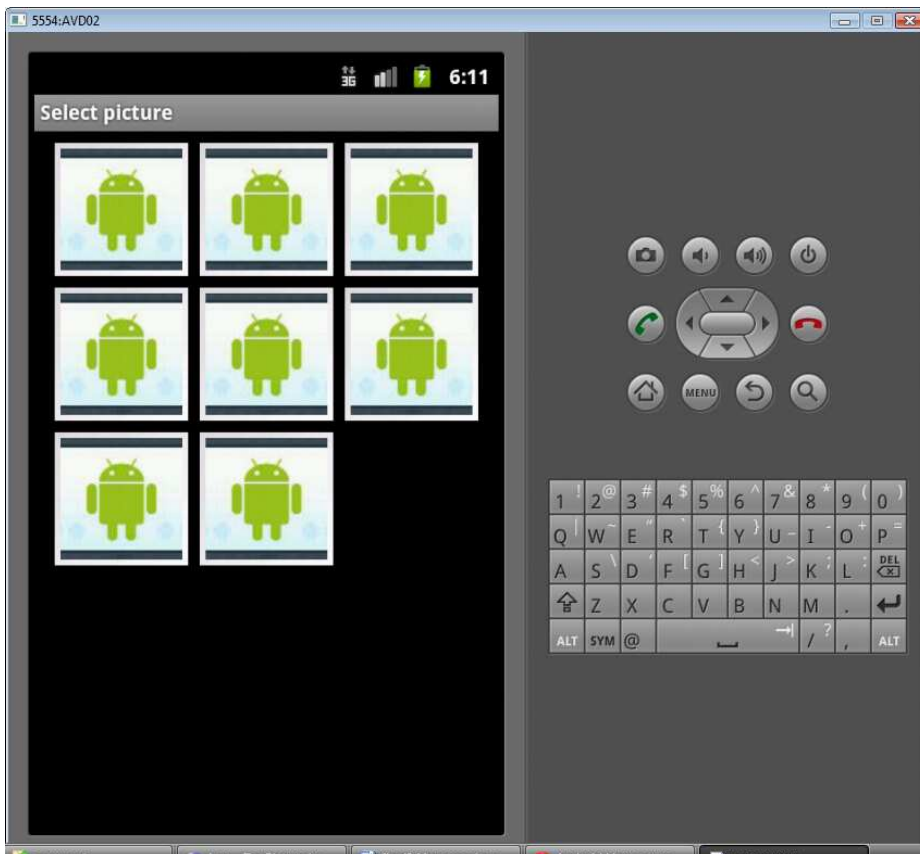 5554:AVD02
3G 6:11
Select picture
MENU
1 ! 2 @ 3 # 4 $ 5 % 6 ^ 7 & 8 * 9 ( 0 )
Q | W ~ E " R ` T { Y } U _ I - O + P =
A S \ D ' F [ G ] H < J > K ; L : DEL
Z X C V B N M .
ALT SYM @ / ? , ALT